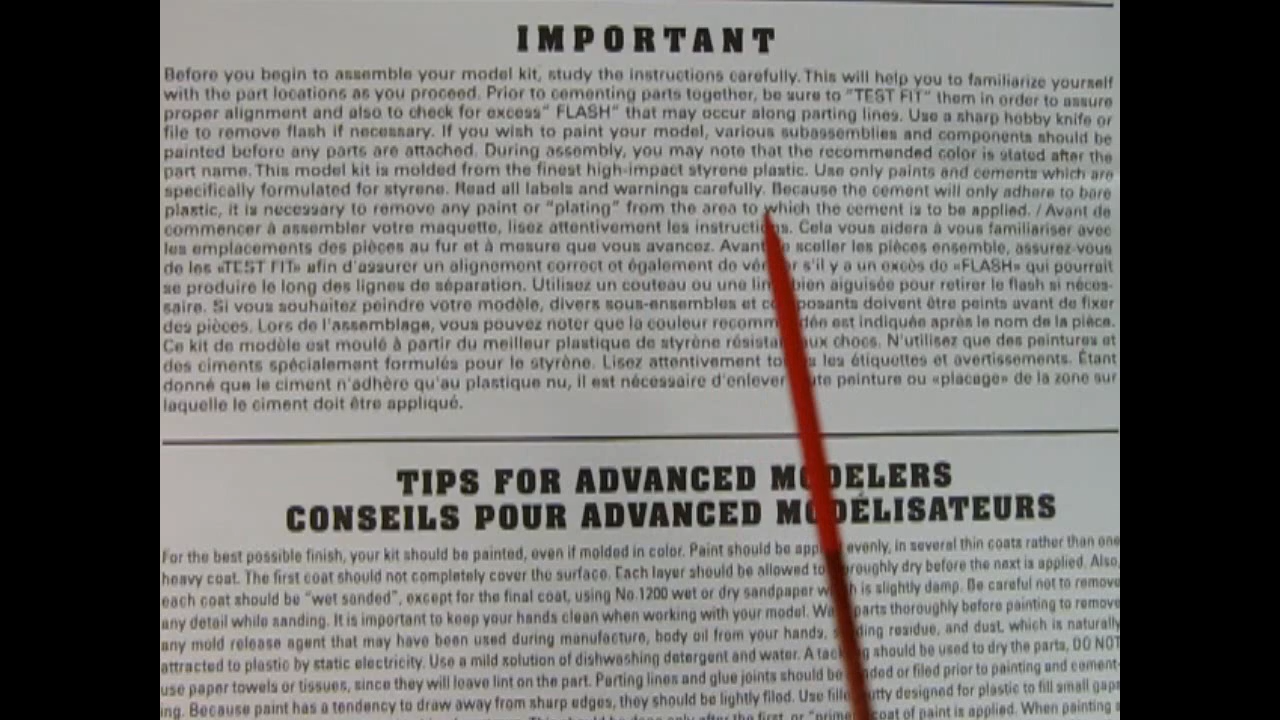 IMPORTANT
Before you begin to assemble your model kit, study the instructions carefully. This will help you to familiarize yourself
with the part locations as you proceed. Prior to cementing parts together, be sure to "TEST FIT" them in order to assure
proper alignment and also to check for excess" FLASH" that may occur along parting lines. Use a sharp hobby knife or
file to remove flash if necessary. If you wish to paint your model, various subassemblies and components should be
painted before any parts are attached. During assembly, you may note that the recommended color is stated after the
part name. This model kit is molded from the finest high-impact styrene plastic. Use only paints and cements which are
specifically formulated for styrene. Read all labels and warnings carefully. Because the cement will only adhere to bare
plastic, it is necessary to remove any paint or "plating" from the area to which the cement is to be applied. / Avant de
commencer à assembler votre maquette, lisez attentivement les instructions. Cela vous aidera à vous familiariser avec
les emplacements des pièces au fur et à mesure que vous avancez. Avant sceller les pièces ensemble, assurez-vous
de les «TEST FIT» afin d'assurer un alignement correct et également de s'il y a un excès de «FLASH» qui pourrait
se produire le long des lignes de séparation. Utilisez un couteau ou une bien aiguisée pour retirer le flash si néces-
saire. Si vous souhaitez peindre votre modèle, divers sous-ensembles et doivent être peints avant de fixer
des pièces. Lors de l'assemblage, vous pouvez noter que la couleur est indiquée après le nom de la pièce.
Ce kit de modèle est moulé à partir du meilleur plastique de styrène aux chocs. N'utilisez que des peintures et
des ciments spécialement formulés pour le styrène. Lisez attentivement les étiquettes et avertissements. Étant
donné que le ciment n'adhère qu'au plastique nu, il est nécessaire d'enlever peinture ou «placage» de la zone sur
laquelle le ciment doit être appliqué.
TIPS FOR ADVANCED MODELERS
CONSEILS POUR ADVANCED MODÉLISATEURS
For the best possible finish, your kit should be painted, even if molded in color. Paint should be evenly, in several thin coats rather than one
heavy coat. The first coat should not completely cover the surface. Each layer should be allowed to thoroughly dry before the next is applied. Also,
each coat should be "wet sanded", except for the final coat, using No.1200 wet or dry sandpaper is slightly damp. Be careful not to remove
any detail while sanding. It is important to keep your hands clean when working with your model. parts thoroughly before painting to remove
any mold release agent that may have been used during manufacture, body oil from your hands, sanding residue, and dust, which is naturally
attracted to plastic by static electricity. Use a mild solution of dishwashing detergent and water. A should be used to dry the parts, DO NOT
use paper towels or tissues, since they will leave lint on the part. Parting lines and glue joints should be or filed prior to painting and cement-
ing. Because paint has a tendency to draw away from sharp edges, they should be lightly filed. Use putty designed for plastic to fill small gaps
This should be done only after the first, or "primer" coat of paint is applied. When painting a